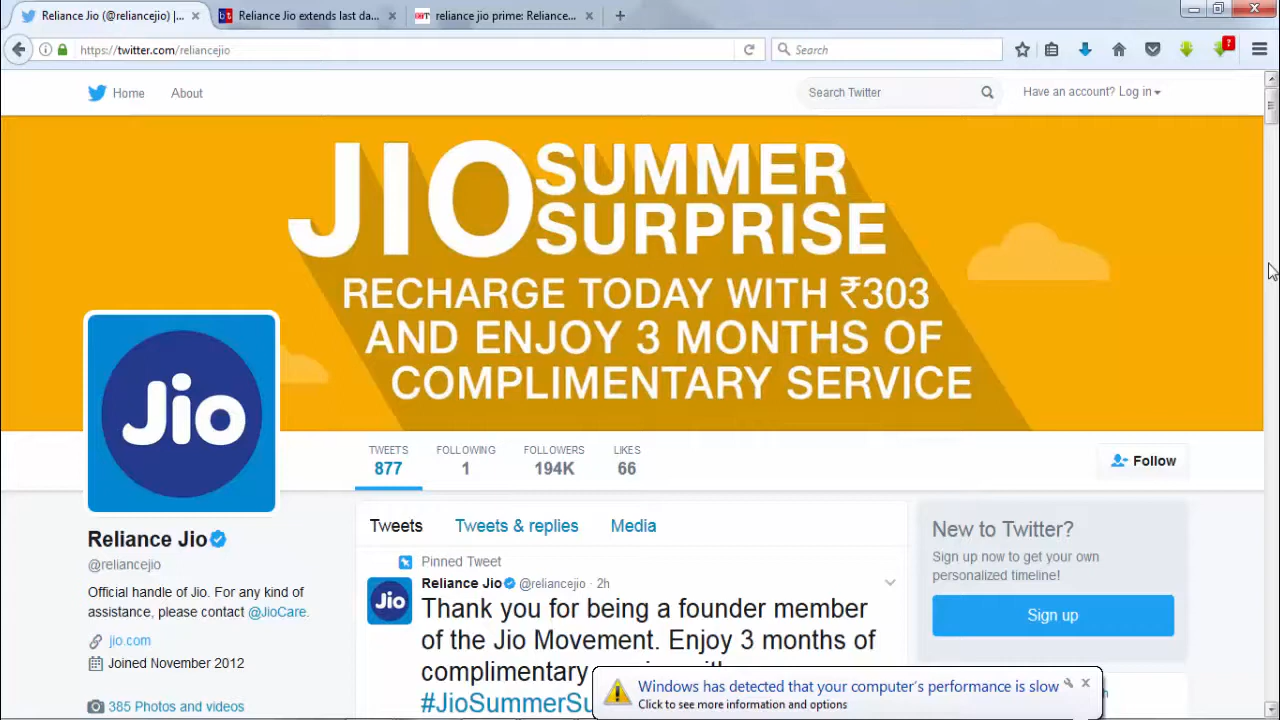 Reliance Jio (@reliancejio) |...
Reliance Jio extends last da...
reliance jio prime: Reliance...
https://twitter.com/reliancejio
Search
?
Home
About
Search Twitter
Have an account? Log in
JIO SUMMER
SURPRISE
RECHARGE TODAY WITH ₹303
AND ENJOY 3 MONTHS OF
COMPLIMENTARY SERVICE
Jio
TWEETS
877
FOLLOWING
1
FOLLOWERS
194K
LIKES
66
Follow
Reliance Jio
@reliancejio
Official handle of Jio. For any kind of
assistance, please contact @JioCare.
jio.com
Joined November 2012
385 Photos and videos
Tweets
Tweets & replies
Media
Pinned Tweet
Jio
Reliance Jio @reliancejio · 2h
Thank you for being a founder member
of the Jio Movement. Enjoy 3 months of
complimentary
#JioSummerSu
New to Twitter?
Sign up now to get your own
personalized timeline!
Sign up
Windows has detected that your computer's performance is slow
Click to see more information and options